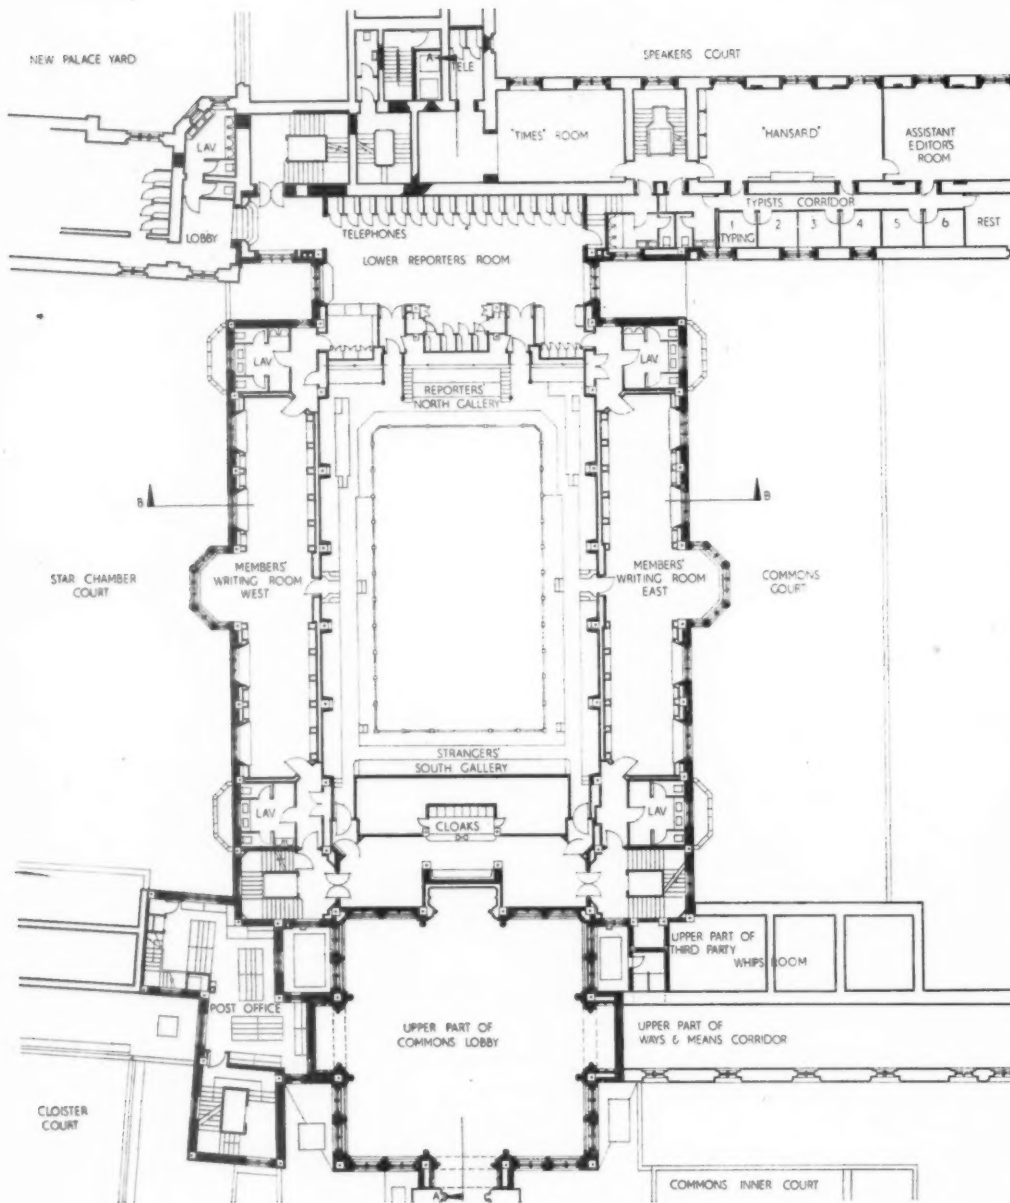 NEW PALACE YARD
SPEAKERS COURT
A
TELE
"TIMES" ROOM
"HANSARD"
ASSISTANT
EDITOR'S
ROOM
LAV
TYPISTS CORRIDOR
LOBBY
TELEPHONES
1
TYPING
2
3
4
5
6
REST
LOWER REPORTERS ROOM
LAV
LAV
REPORTERS'
NORTH GALLERY
B
B
STAR CHAMBER
COURT
MEMBERS'
WRITING ROOM
WEST
MEMBERS'
WRITING ROOM
EAST
COMMONS
COURT
STRANGERS'
SOUTH GALLERY
LAV
CLOAKS
LAV
UPPER PART OF
THIRD PARTY
WHIPS ROOM
POST OFFICE
UPPER PART OF
COMMONS LOBBY
UPPER PART OF
WAYS & MEANS CORRIDOR
CLOISTER
COURT
A
COMMONS INNER COURT